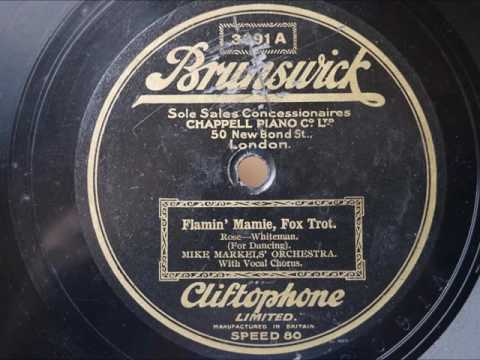 3091 A
Brunswick
Sole Sales Concessionaires
CHAPPELL PIANO Cº. LTD
50 New Bond St.,
London.
Flamin' Mamie, Fox Trot.
Rose—Whiteman.
(For Dancing).
MIKE MARKELS' ORCHESTRA.
With Vocal Chorus.
Cliftophone
LIMITED.
MANUFACTURED IN BRITAIN
SPEED 80